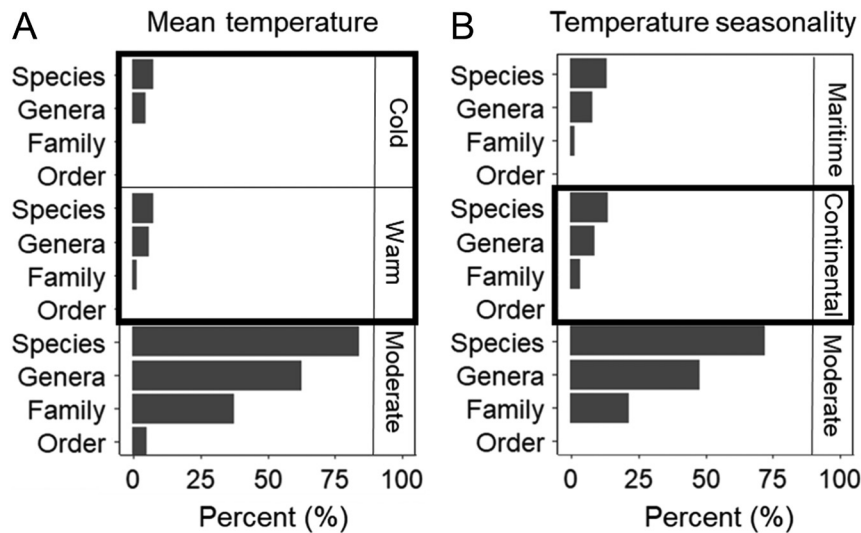 A Mean temperature
Species
Genera
Family
Order
Cold
Species
Genera
Family
Order
Warm
Species
Genera
Family
Order
Moderate
0 25 50 75 100
Percent (%)
B Temperature seasonality
Species
Genera
Family
Order
Maritime
Species
Genera
Family
Order
Continental
Species
Genera
Family
Order
Moderate
0 25 50 75 100
Percent (%)